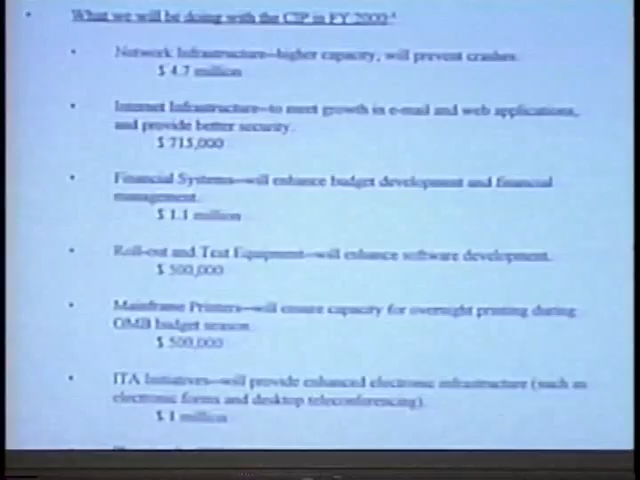 What we will be doing with the CIP in FY 2000
Network Infrastructure--higher capacity, will prevent crashes.
$ 4.7 million
Internet Infrastructure--to meet growth in e-mail and web applications,
and provide better security.
$ 715,000
Financial Systems--will enhance budget development and financial
management.
$ 1.1 million
Roll-out and Test Equipment--will enhance software development.
$ 500,000
Mainframe Printers--will ensure capacity for overnight printing during
OMB budget season.
$ 500,000
ITA Initiatives--will provide enhanced electronic infrastructure (such as
electronic forms and desktop teleconferencing).
$ 1 million